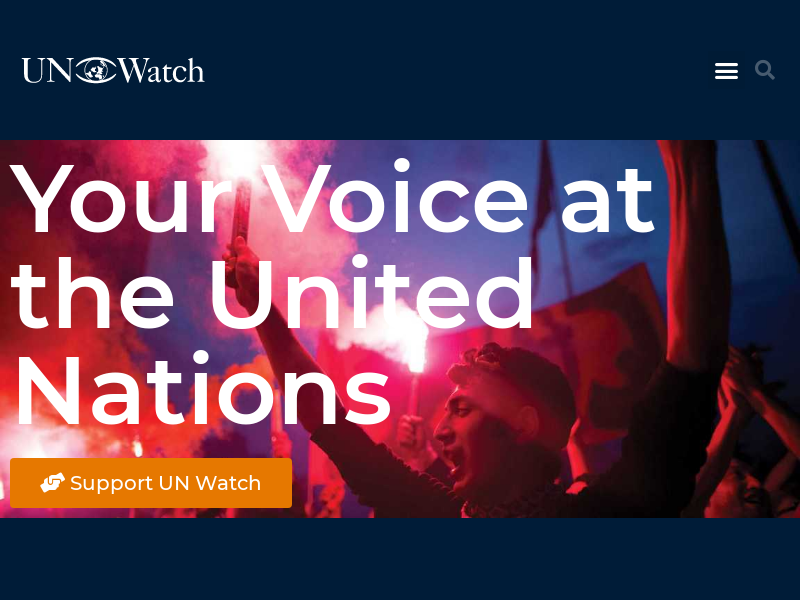 UN Watch
Your Voice at
the United
Nations
Support UN Watch